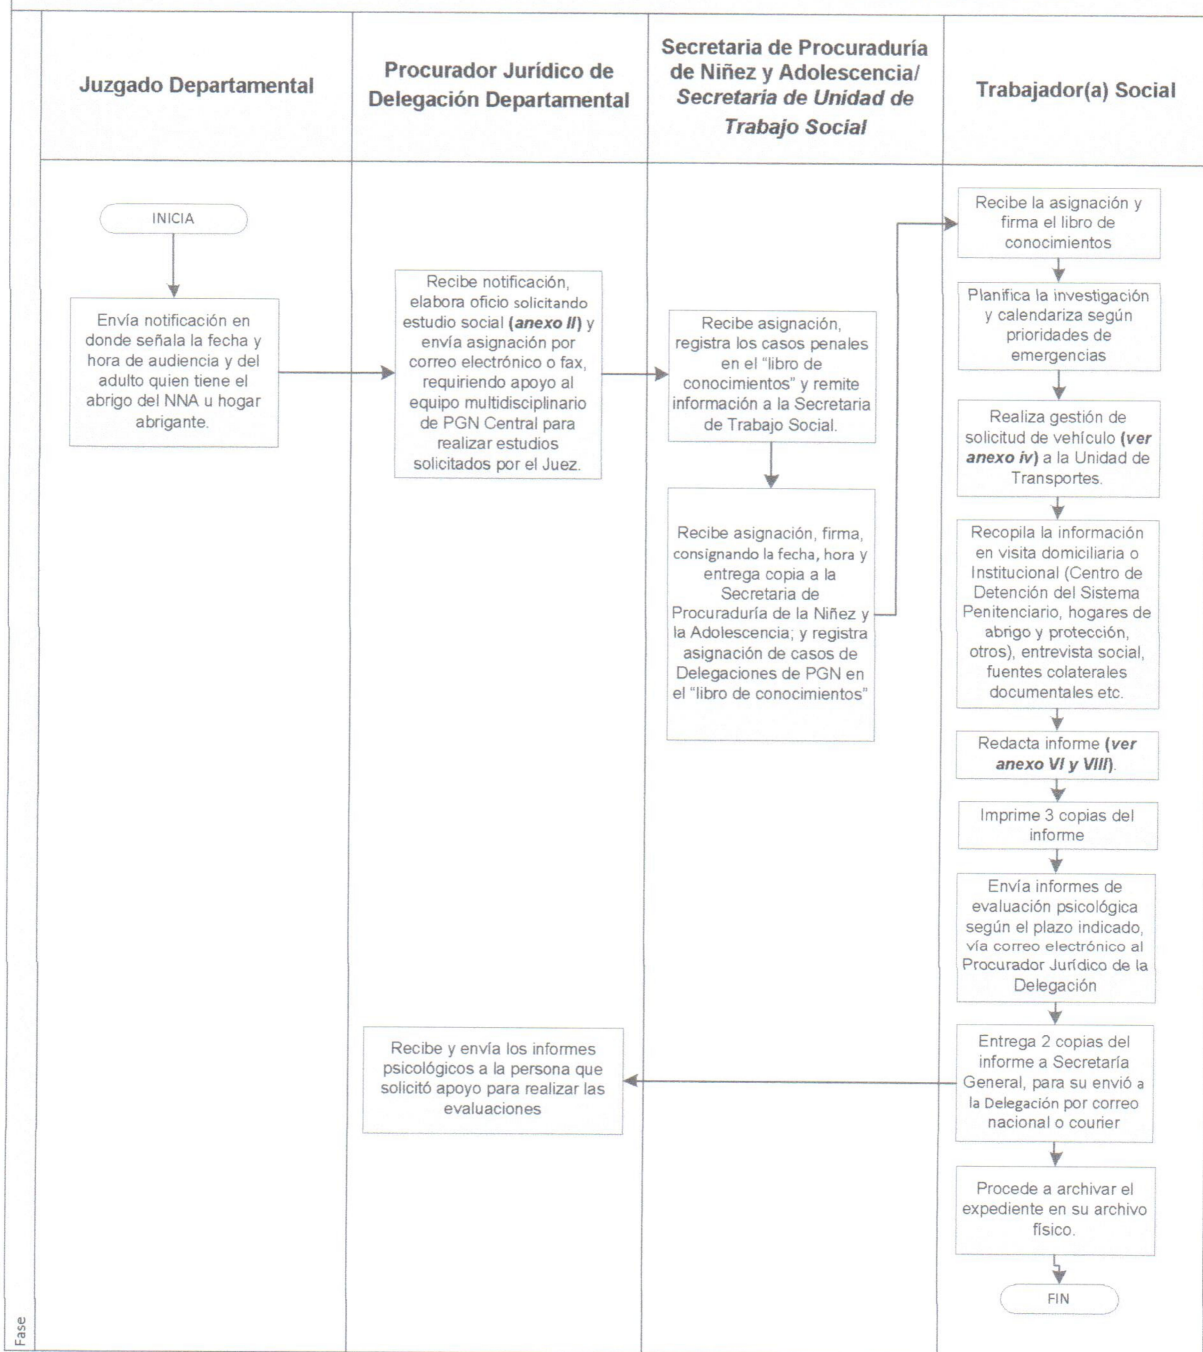 Juzgado Departamental
Procurador Jurídico de
Delegación Departamental
Secretaria de Procuraduría
de Niñez y Adolescencia/
Secretaria de Unidad de
Trabajo Social
Trabajador(a) Social
INICIA
Envía notificación en
donde señala la fecha y
hora de audiencia y del
adulto quien tiene el
abrigo del NNA u hogar
abrigante.
Recibe notificación,
elabora oficio solicitando
estudio social (anexo II) y
envía asignación por
correo electrónico o fax,
requiriendo apoyo al
equipo multidisciplinario
de PGN Central para
realizar estudios
solicitados por el Juez.
Recibe asignación,
registra los casos penales
en el “libro de
conocimientos” y remite
información a la Secretaria
de Trabajo Social.
Recibe asignación, firma,
consignando la fecha, hora y
entrega copia a la
Secretaria de
Procuraduría de la Niñez y
la Adolescencia; y registra
asignación de casos de
Delegaciones de PGN en
el “libro de conocimientos”
Recibe la asignación y
firma el libro de
conocimientos
Planifica la investigación
y calendariza según
prioridades de
emergencias
Realiza gestión de
solicitud de vehículo (ver
anexo iv) a la Unidad de
Transportes.
Recopila la información
en visita domiciliaria o
Institucional (Centro de
Detención del Sistema
Penitenciario, hogares de
abrigo y protección,
otros), entrevista social,
fuentes colaterales
documentales etc.
Redacta informe (ver
anexo VI y VIII).
Imprime 3 copias del
informe
Envía informes de
evaluación psicológica
según el plazo indicado,
vía correo electrónico al
Procurador Jurídico de la
Delegación
Entrega 2 copias del
informe a Secretaría
General, para su envió a
la Delegación por correo
nacional o courier
Recibe y envía los informes
psicológicos a la persona que
solicitó apoyo para realizar las
evaluaciones
Procede a archivar el
expediente en su archivo
físico.
FIN
Fase